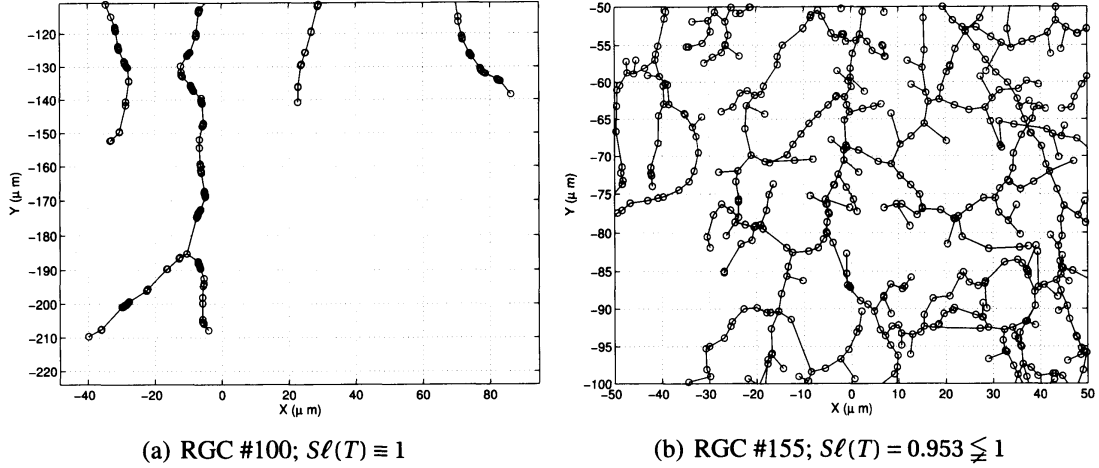 -120
-130
-140
-150
-160
-170
-180
-190
-200
-210
-220
Y (μ m)
-40 -20 0 20 40 60 80
X (μ m)
(a) RGC #100; Sℓ(T) ≡ 1
-50
-55
-60
-65
-70
-75
-80
-85
-90
-95
-100
Y (μ m)
-50 -40 -30 -20 -10 0 10 20 30 40 50
X (μ m)
(b) RGC #155; Sℓ(T) = 0.953 ≨ 1